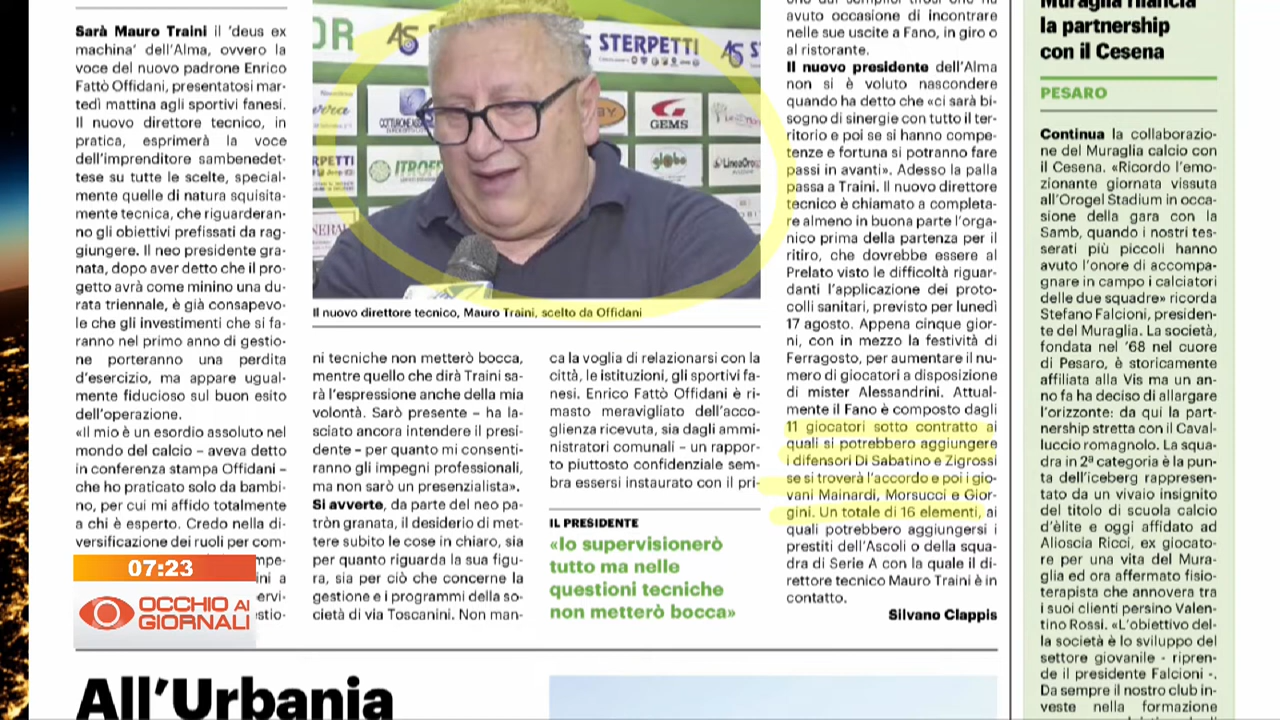 Sarà Mauro Traini il 'deus ex
machina' dell'Alma, ovvero la
voce del nuovo padrone Enrico
Fattò Offidani, presentatosi mar-
tedì mattina agli sportivi fanesi.
Il nuovo direttore tecnico, in
pratica, esprimerà la voce
dell'imprenditore sambenedet-
tese su tutte le scelte, special-
mente quelle di natura squisita-
mente tecnica, che riguarderan-
no gli obiettivi prefissati da rag-
giungere. Il neo presidente gra-
nata, dopo aver detto che il pro-
getto avrà come minino una du-
rata triennale, è già consapevo-
le che gli investimenti che si fa-
ranno nel primo anno di gestio-
ne porteranno una perdita
d'esercizio, ma appare ugual-
mente fiducioso sul buon esito
dell'operazione.
«Il mio è un esordio assoluto nel
mondo del calcio – aveva detto
in conferenza stampa Offidani –
che ho praticato solo da bambi-
no, per cui mi affido totalmente
a chi è esperto. Credo nella di-
versificazione dei ruoli per com-
mpe-
ini a
ervi-
stio-
07:23
OCCHIO AI
GIORNALI
OR
AS
STERPETTI
AS
GEMS
ITROF
globo
LineaOro
RPETTI
Il nuovo direttore tecnico, Mauro Traini, scelto da Offidani
ni tecniche non metterò bocca,
mentre quello che dirà Traini sa-
rà l'espressione anche della mia
volontà. Sarò presente – ha la-
sciato ancora intendere il presi-
dente – per quanto mi consenti-
ranno gli impegni professionali,
ma non sarò un presenzialista».
Si avverte, da parte del neo pa-
tròn granata, il desiderio di met-
tere subito le cose in chiaro, sia
per quanto riguarda la sua figu-
ra, sia per ciò che concerne la
gestione e i programmi della so-
cietà di via Toscanini. Non man-
ca la voglia di relazionarsi con la
città, le istituzioni, gli sportivi fa-
nesi. Enrico Fattò Offidani è ri-
masto meravigliato dell'acco-
glienza ricevuta, sia dagli ammi-
nistratori comunali – un rappor-
to piuttosto confidenziale sem-
bra essersi instaurato con il pri-
IL PRESIDENTE
«Io supervisionerò
tutto ma nelle
questioni tecniche
non metterò bocca»
avuto occasione di incontrare
nelle sue uscite a Fano, in giro o
al ristorante.
Il nuovo presidente dell'Alma
non si è voluto nascondere
quando ha detto che «ci sarà bi-
sogno di sinergie con tutto il ter-
ritorio e poi se si hanno compe-
tenze e fortuna si potranno fare
passi in avanti». Adesso la palla
passa a Traini. Il nuovo direttore
tecnico è chiamato a completa-
re almeno in buona parte l'orga-
nico prima della partenza per il
ritiro, che dovrebbe essere al
Prelato visto le difficoltà riguar-
danti l'applicazione dei proto-
colli sanitari, previsto per lunedì
17 agosto. Appena cinque gior-
ni, con in mezzo la festività di
Ferragosto, per aumentare il nu-
mero di giocatori a disposizione
di mister Alessandrini. Attual-
mente il Fano è composto dagli
11 giocatori sotto contratto ai
quali si potrebbero aggiungere
i difensori Di Sabatino e Zigrossi
se si troverà l'accordo e poi i gio-
vani Mainardi, Morsucci e Gior-
gini. Un totale di 16 elementi, ai
quali potrebbero aggiungersi i
prestiti dell'Ascoli o della squa-
dra di Serie A con la quale il di-
rettore tecnico Mauro Traini è in
contatto.
Silvano Clappis
Muraglia rilancia
la partnership
con il Cesena
PESARO
Continua la collaborazio-
ne del Muraglia calcio con
il Cesena. «Ricordo l'emo-
zionante giornata vissuta
all'Orogel Stadium in occa-
sione della gara con la
Samb, quando i nostri tes-
serati più piccoli hanno
avuto l'onore di accompa-
gnare in campo i calciatori
delle due squadre» ricorda
Stefano Falcioni, presiden-
te del Muraglia. La società,
fondata nel '68 nel cuore
di Pesaro, è storicamente
affiliata alla Vis ma un an-
no fa ha deciso di allargare
l'orizzonte: da qui la part-
nership stretta con il Caval-
luccio romagnolo. La squa-
dra in 2ª categoria è la pun-
ta dell'iceberg rappresen-
tato da un vivaio insignito
del titolo di scuola calcio
d'èlite e oggi affidato ad
Alioscia Ricci, ex giocato-
re per una vita del Mura-
glia ed ora affermato fisio-
terapista che annovera tra
i suoi clienti persino Valen-
tino Rossi. «L'obiettivo del-
la società è lo sviluppo del
settore giovanile - ripren-
de il presidente Falcioni -.
Da sempre il nostro club in-
veste nella formazione
All'Urbania